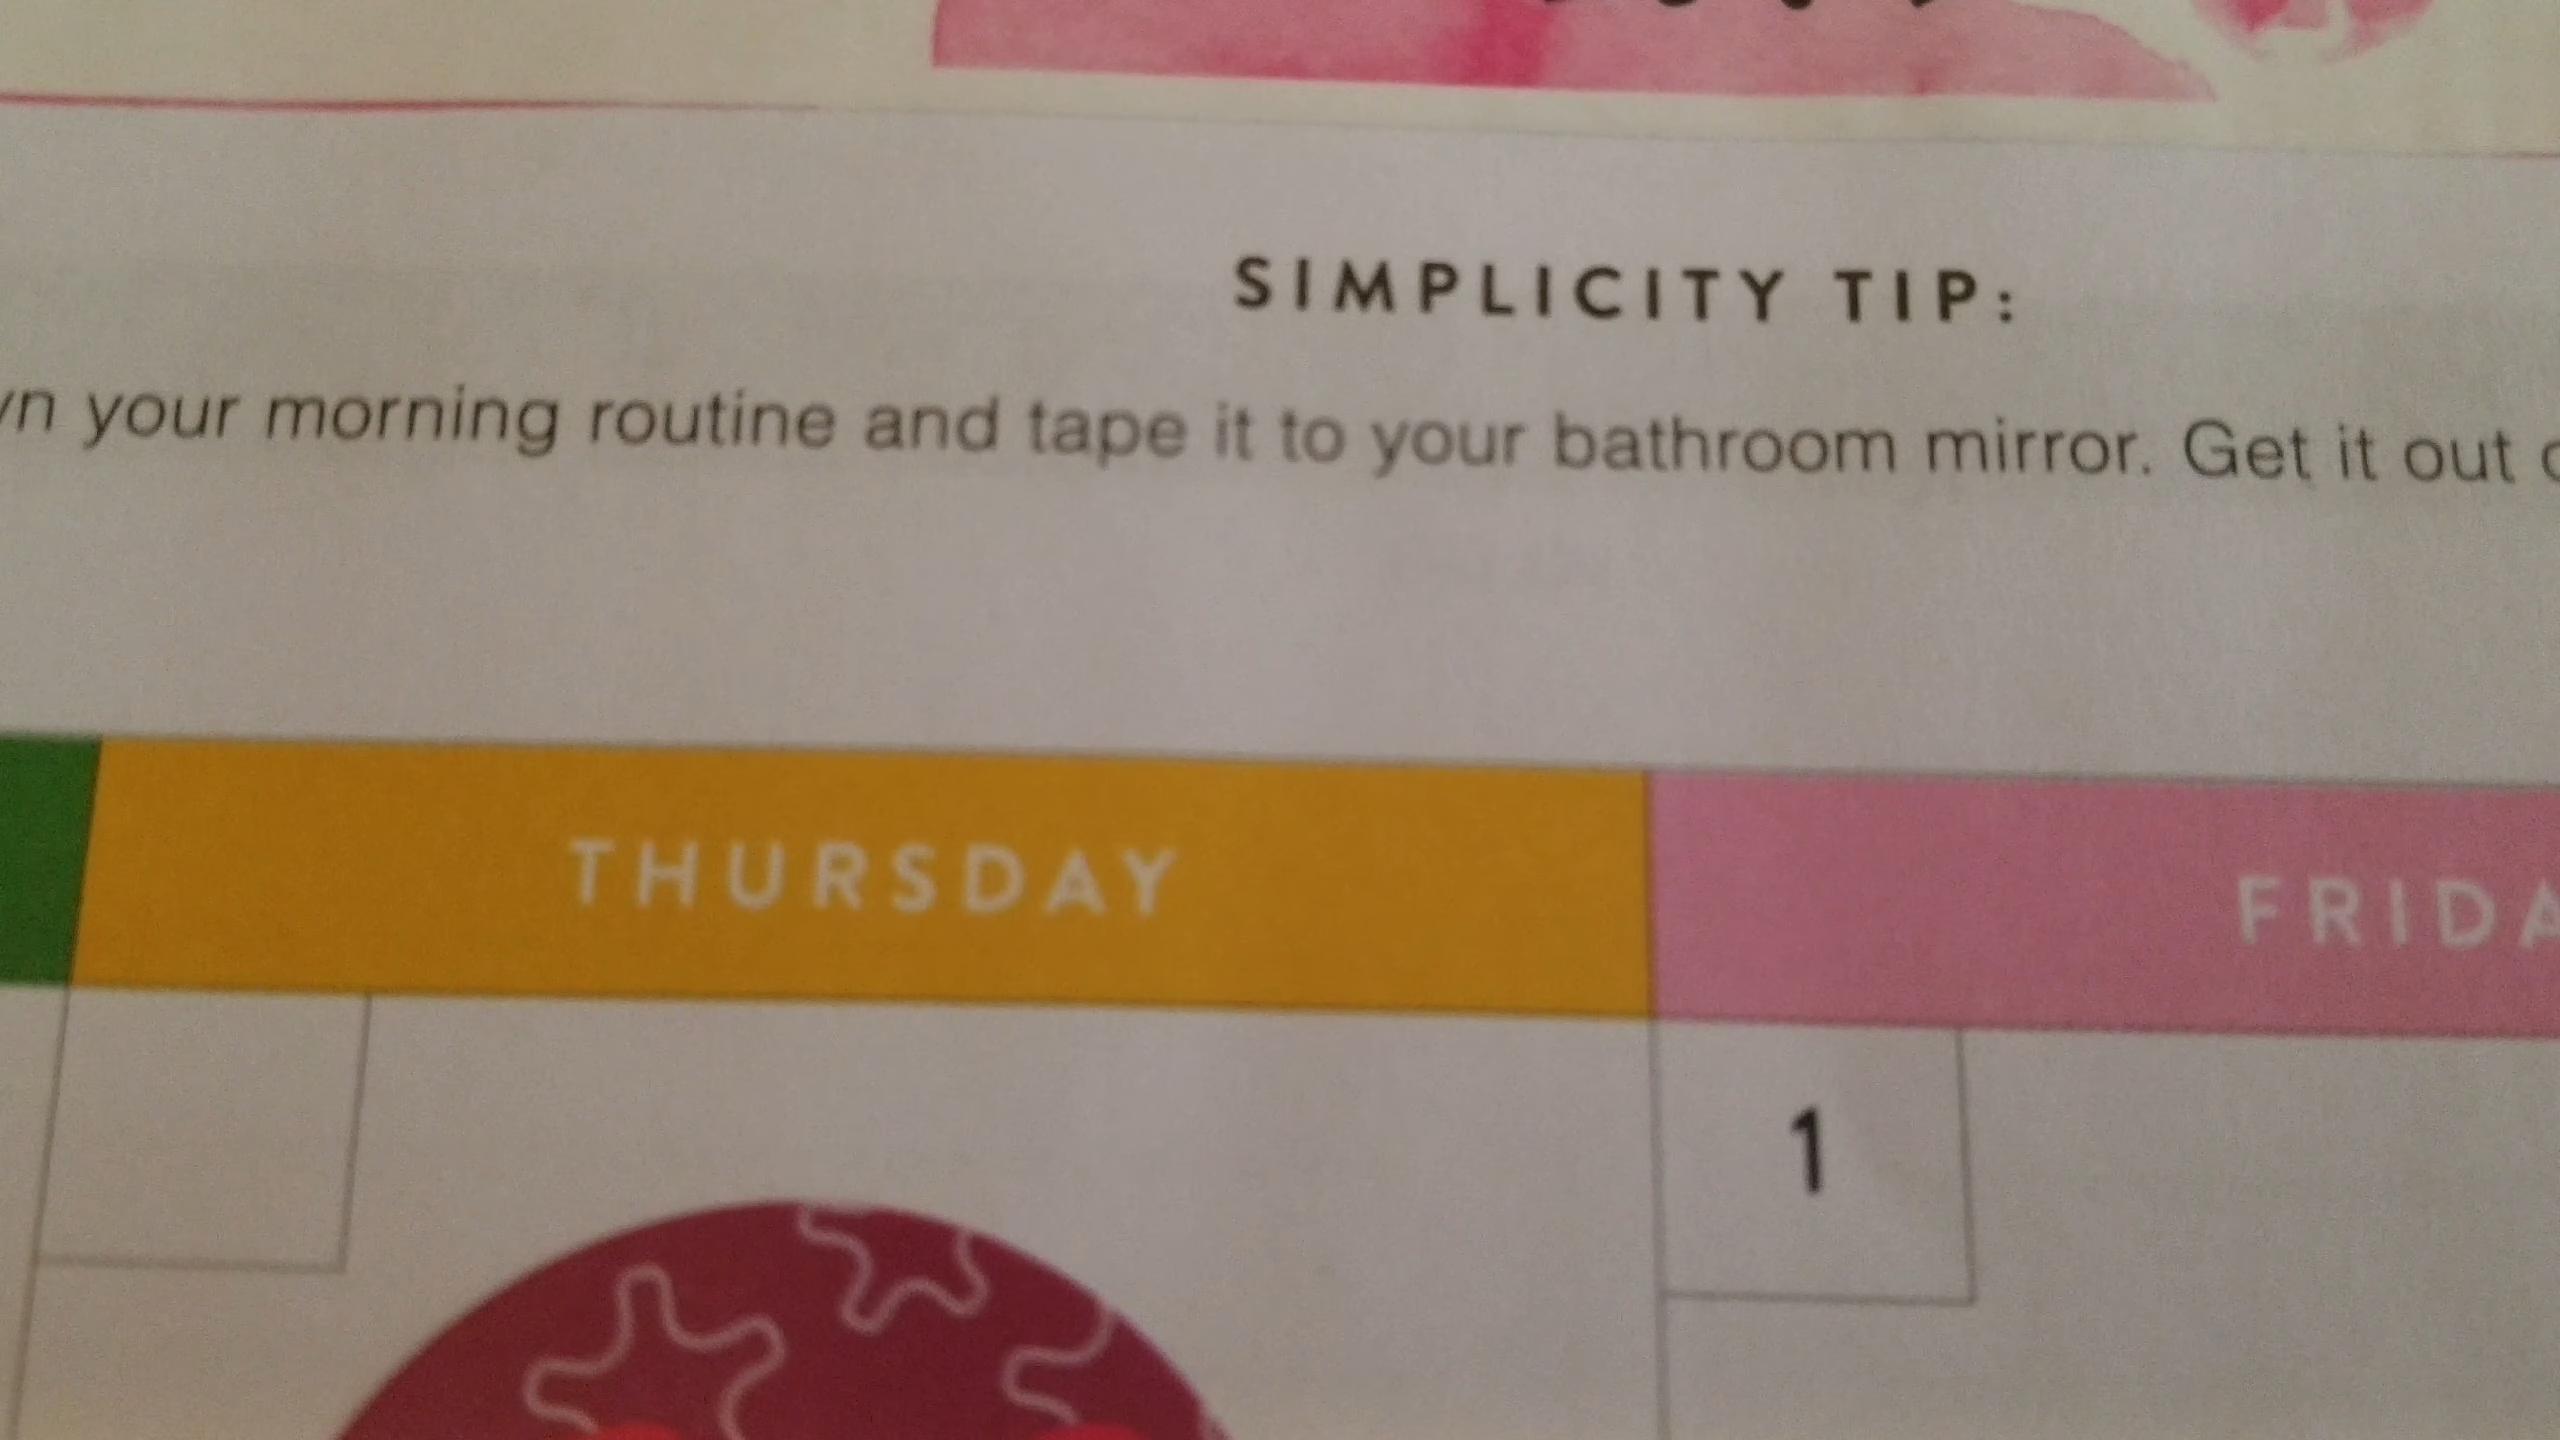 SIMPLICITY TIP:
your morning routine and tape it to your bathroom mirror. Get it out
THURSDAY
FRIDA
1